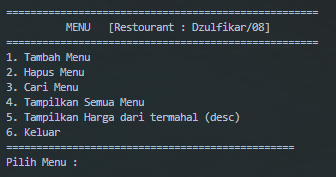 ====================================================
MENU [Restourant : Dzulfikar/08]
====================================================
1. Tambah Menu
2. Hapus Menu
3. Cari Menu
4. Tampilkan Semua Menu
5. Tampilkan Harga dari termahal (desc)
6. Keluar
================================================
Pilih Menu :